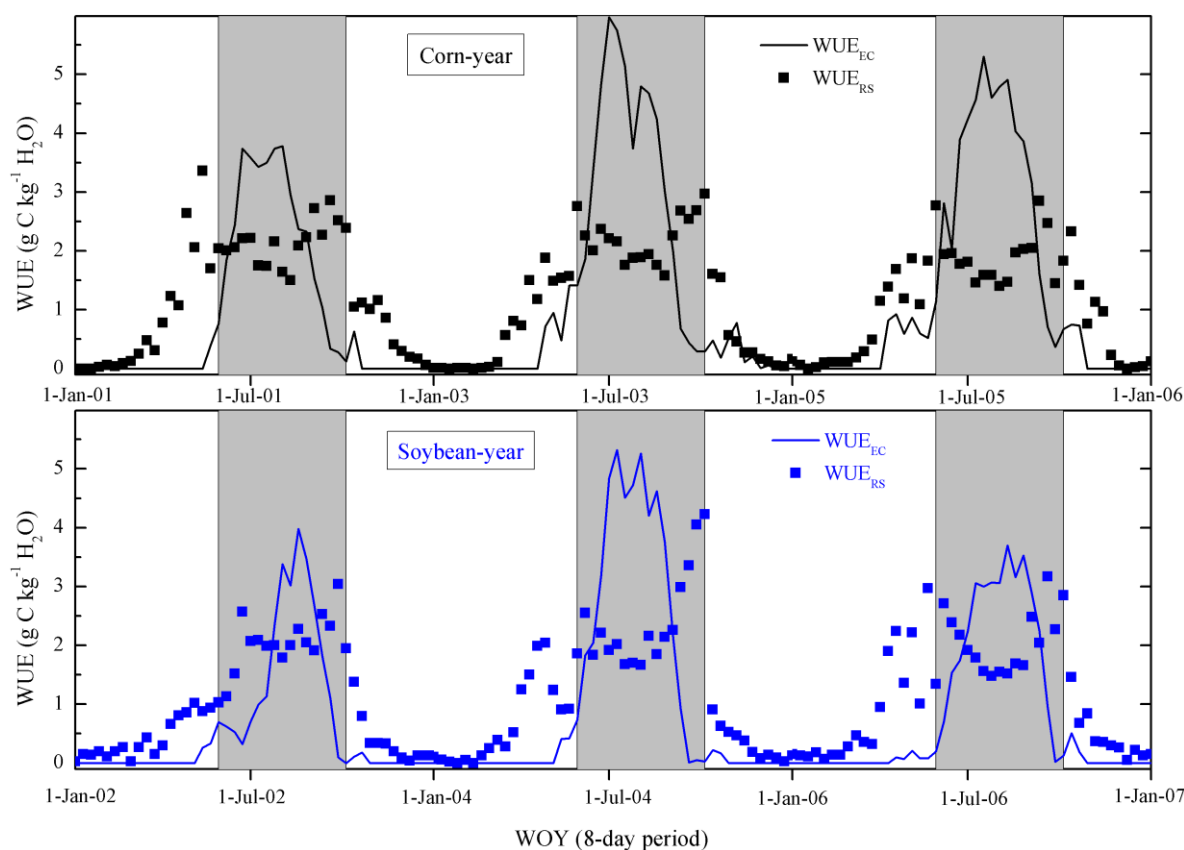 Corn-year
WUE_EC
WUE_RS
5
4
3
2
1
0
WUE (g C kg⁻¹ H₂O)
1-Jan-01
1-Jul-01
1-Jan-03
1-Jul-03
1-Jan-05
1-Jul-05
1-Jan-06
Soybean-year
WUE_EC
WUE_RS
5
4
3
2
1
0
WUE (g C kg⁻¹ H₂O)
1-Jan-02
1-Jul-02
1-Jan-04
1-Jul-04
1-Jan-06
1-Jul-06
1-Jan-07
WOY (8-day period)